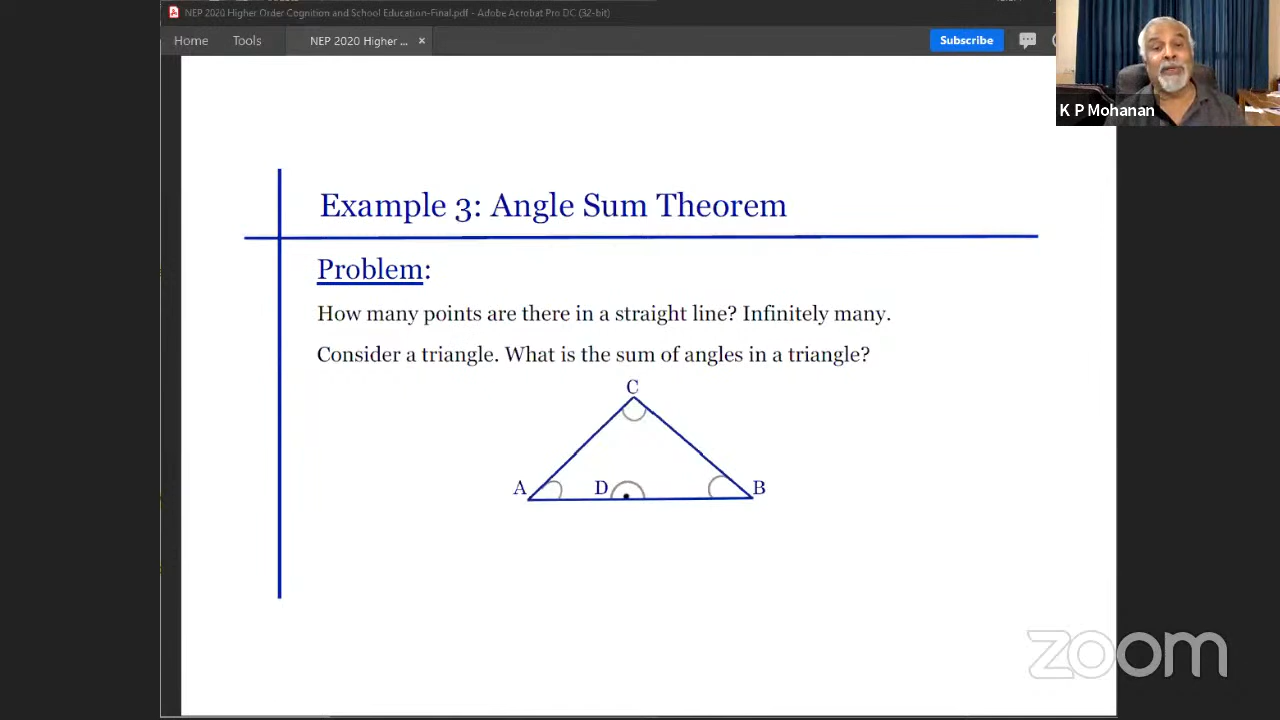 NEP 2020 Higher Order Cognition and School Education-Final.pdf - Adobe Acrobat Pro DC (32-bit)
Home Tools NEP 2020 Higher ... × Subscribe
K P Mohanan
Example 3: Angle Sum Theorem
Problem:
How many points are there in a straight line? Infinitely many.
Consider a triangle. What is the sum of angles in a triangle?
C
A D B
zoom